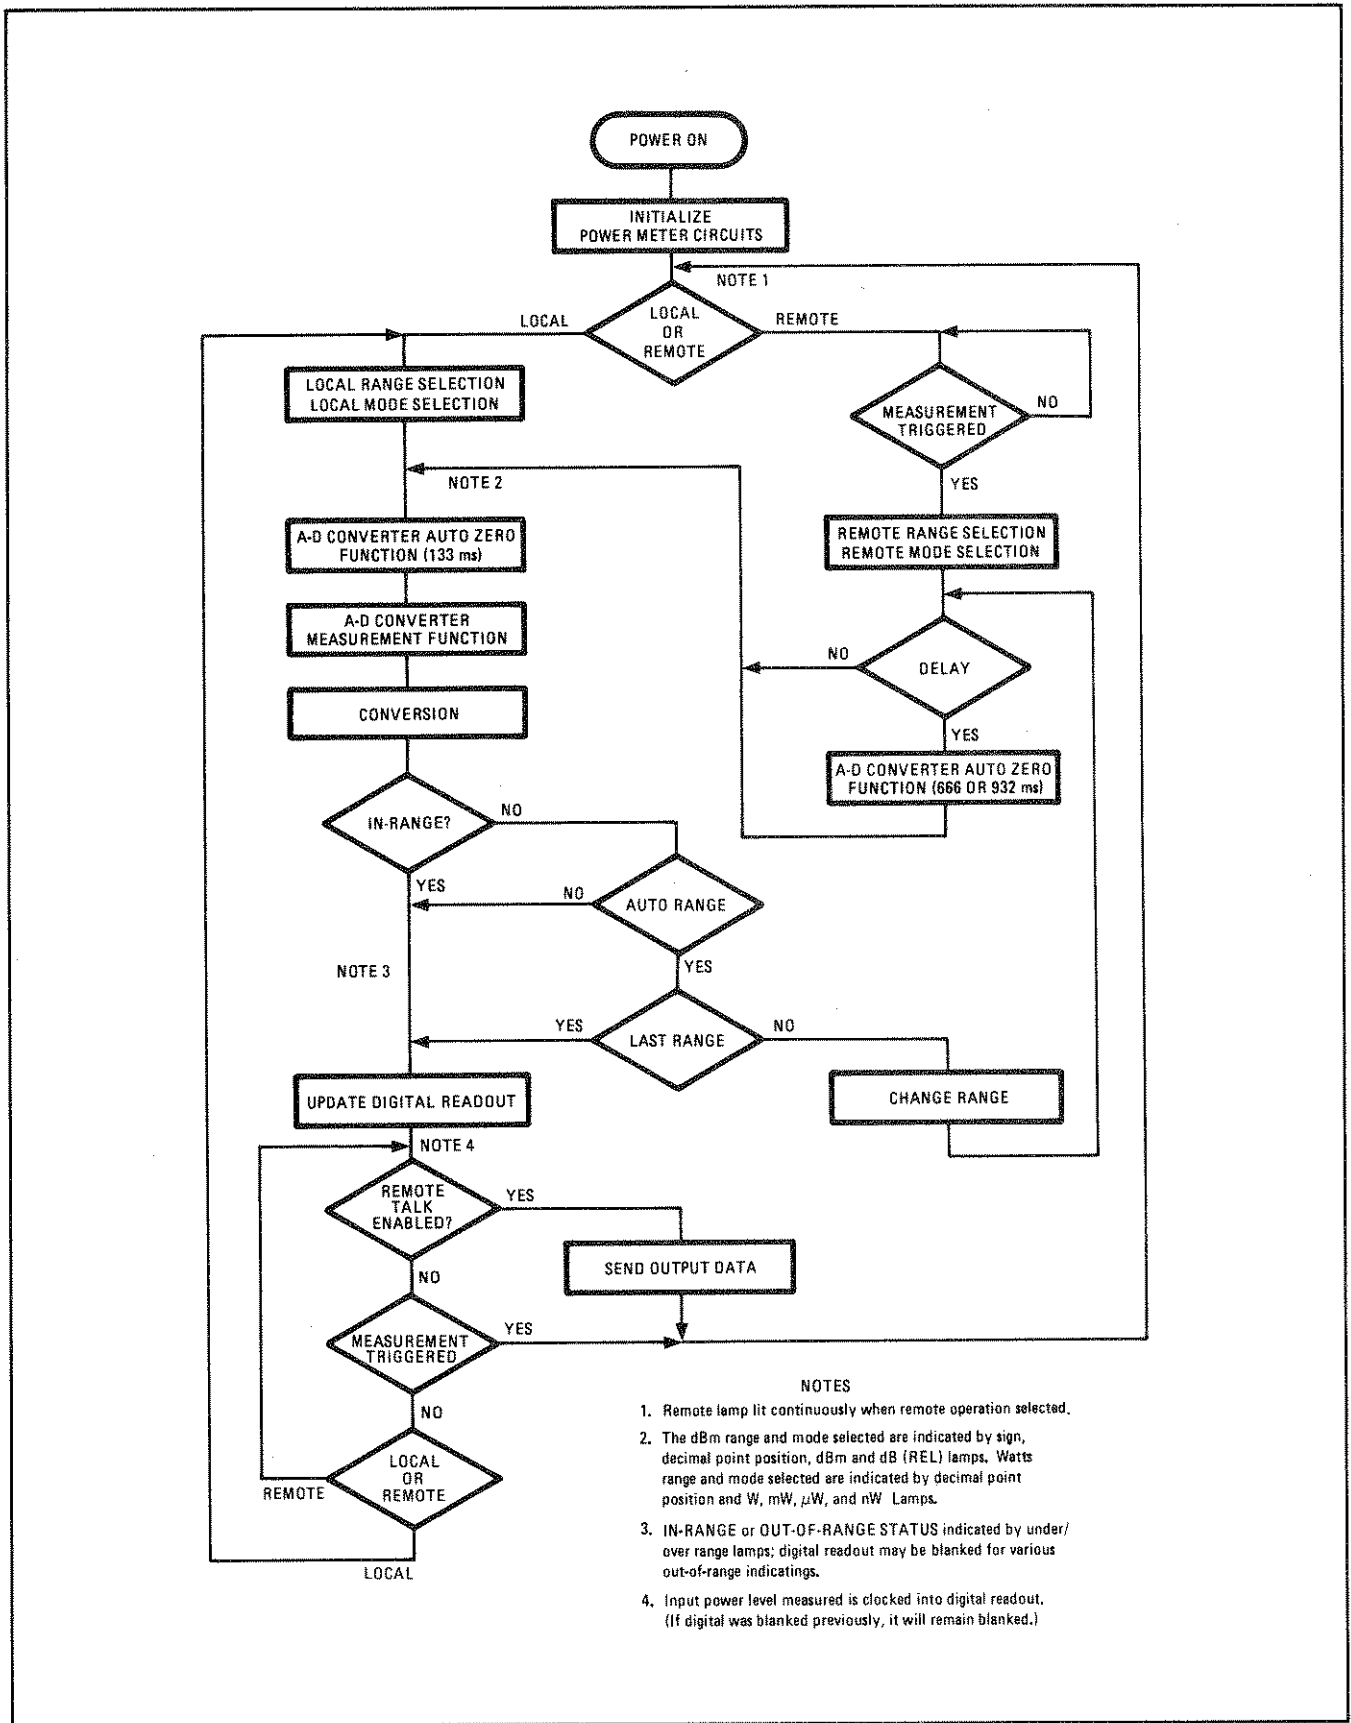 POWER ON
INITIALIZE
POWER METER CIRCUITS
NOTE 1
LOCAL
LOCAL
OR
REMOTE
REMOTE
LOCAL RANGE SELECTION
LOCAL MODE SELECTION
MEASUREMENT
TRIGGERED
NO
YES
NOTE 2
A-D CONVERTER AUTO ZERO
FUNCTION (133 ms)
REMOTE RANGE SELECTION
REMOTE MODE SELECTION
A-D CONVERTER
MEASUREMENT FUNCTION
NO
DELAY
YES
CONVERSION
A-D CONVERTER AUTO ZERO
FUNCTION (666 OR 932 ms)
IN-RANGE?
NO
YES
NO
AUTO RANGE
YES
NOTE 3
YES
LAST RANGE
NO
UPDATE DIGITAL READOUT
CHANGE RANGE
NOTE 4
REMOTE
TALK
ENABLED?
YES
SEND OUTPUT DATA
NO
MEASUREMENT
TRIGGERED
YES
NO
LOCAL
OR
REMOTE
REMOTE
LOCAL
NOTES
1. Remote lamp lit continuously when remote operation selected.
2. The dBm range and mode selected are indicated by sign,
decimal point position, dBm and dB (REL) lamps. Watts
range and mode selected are indicated by decimal point
position and W, mW, µW, and nW Lamps.
3. IN-RANGE or OUT-OF-RANGE STATUS indicated by under/
over range lamps; digital readout may be blanked for various
out-of-range indicatings.
4. Input power level measured is clocked into digital readout.
(If digital was blanked previously, it will remain blanked.)